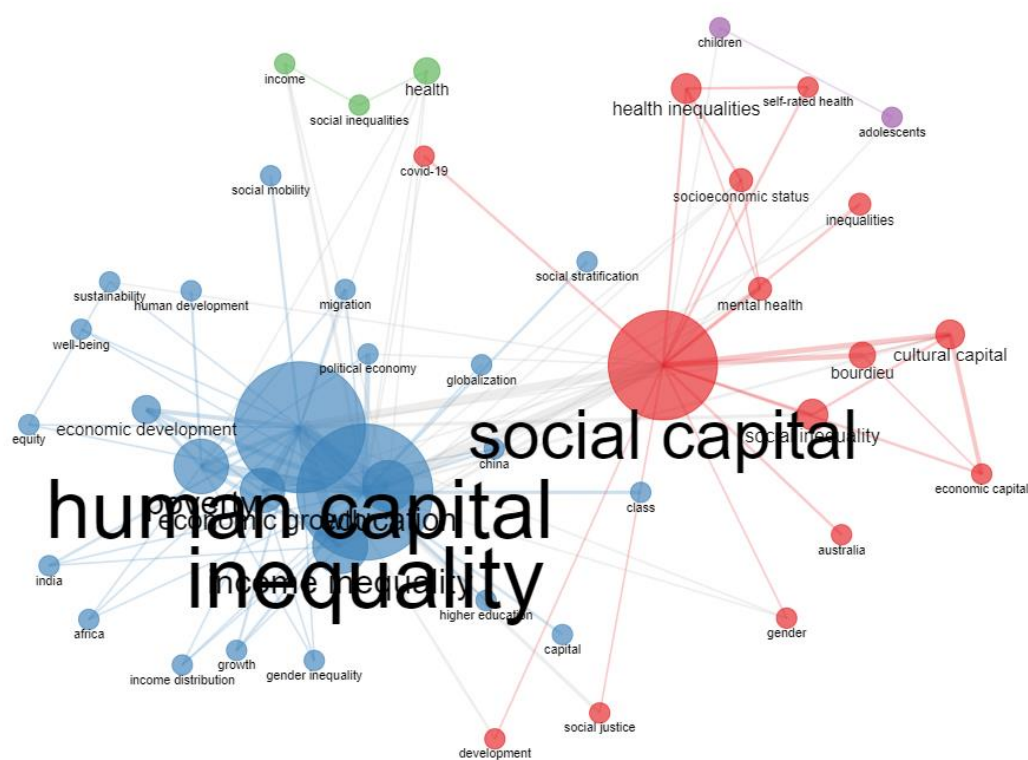 children
income
health
social inequalities
health inequalities
self-rated health
adolescents
covid-19
social mobility
socioeconomic status
inequalities
social stratification
sustainability
human development
migration
mental health
well-being
political economy
globalization
bourdieu
cultural capital
equity
economic development
social capital
social inequality
china
economic capital
poverty
human capital
economic growth
education
class
australia
india
income inequality
inequality
africa
higher education
gender
capital
growth
gender inequality
income distribution
social justice
development